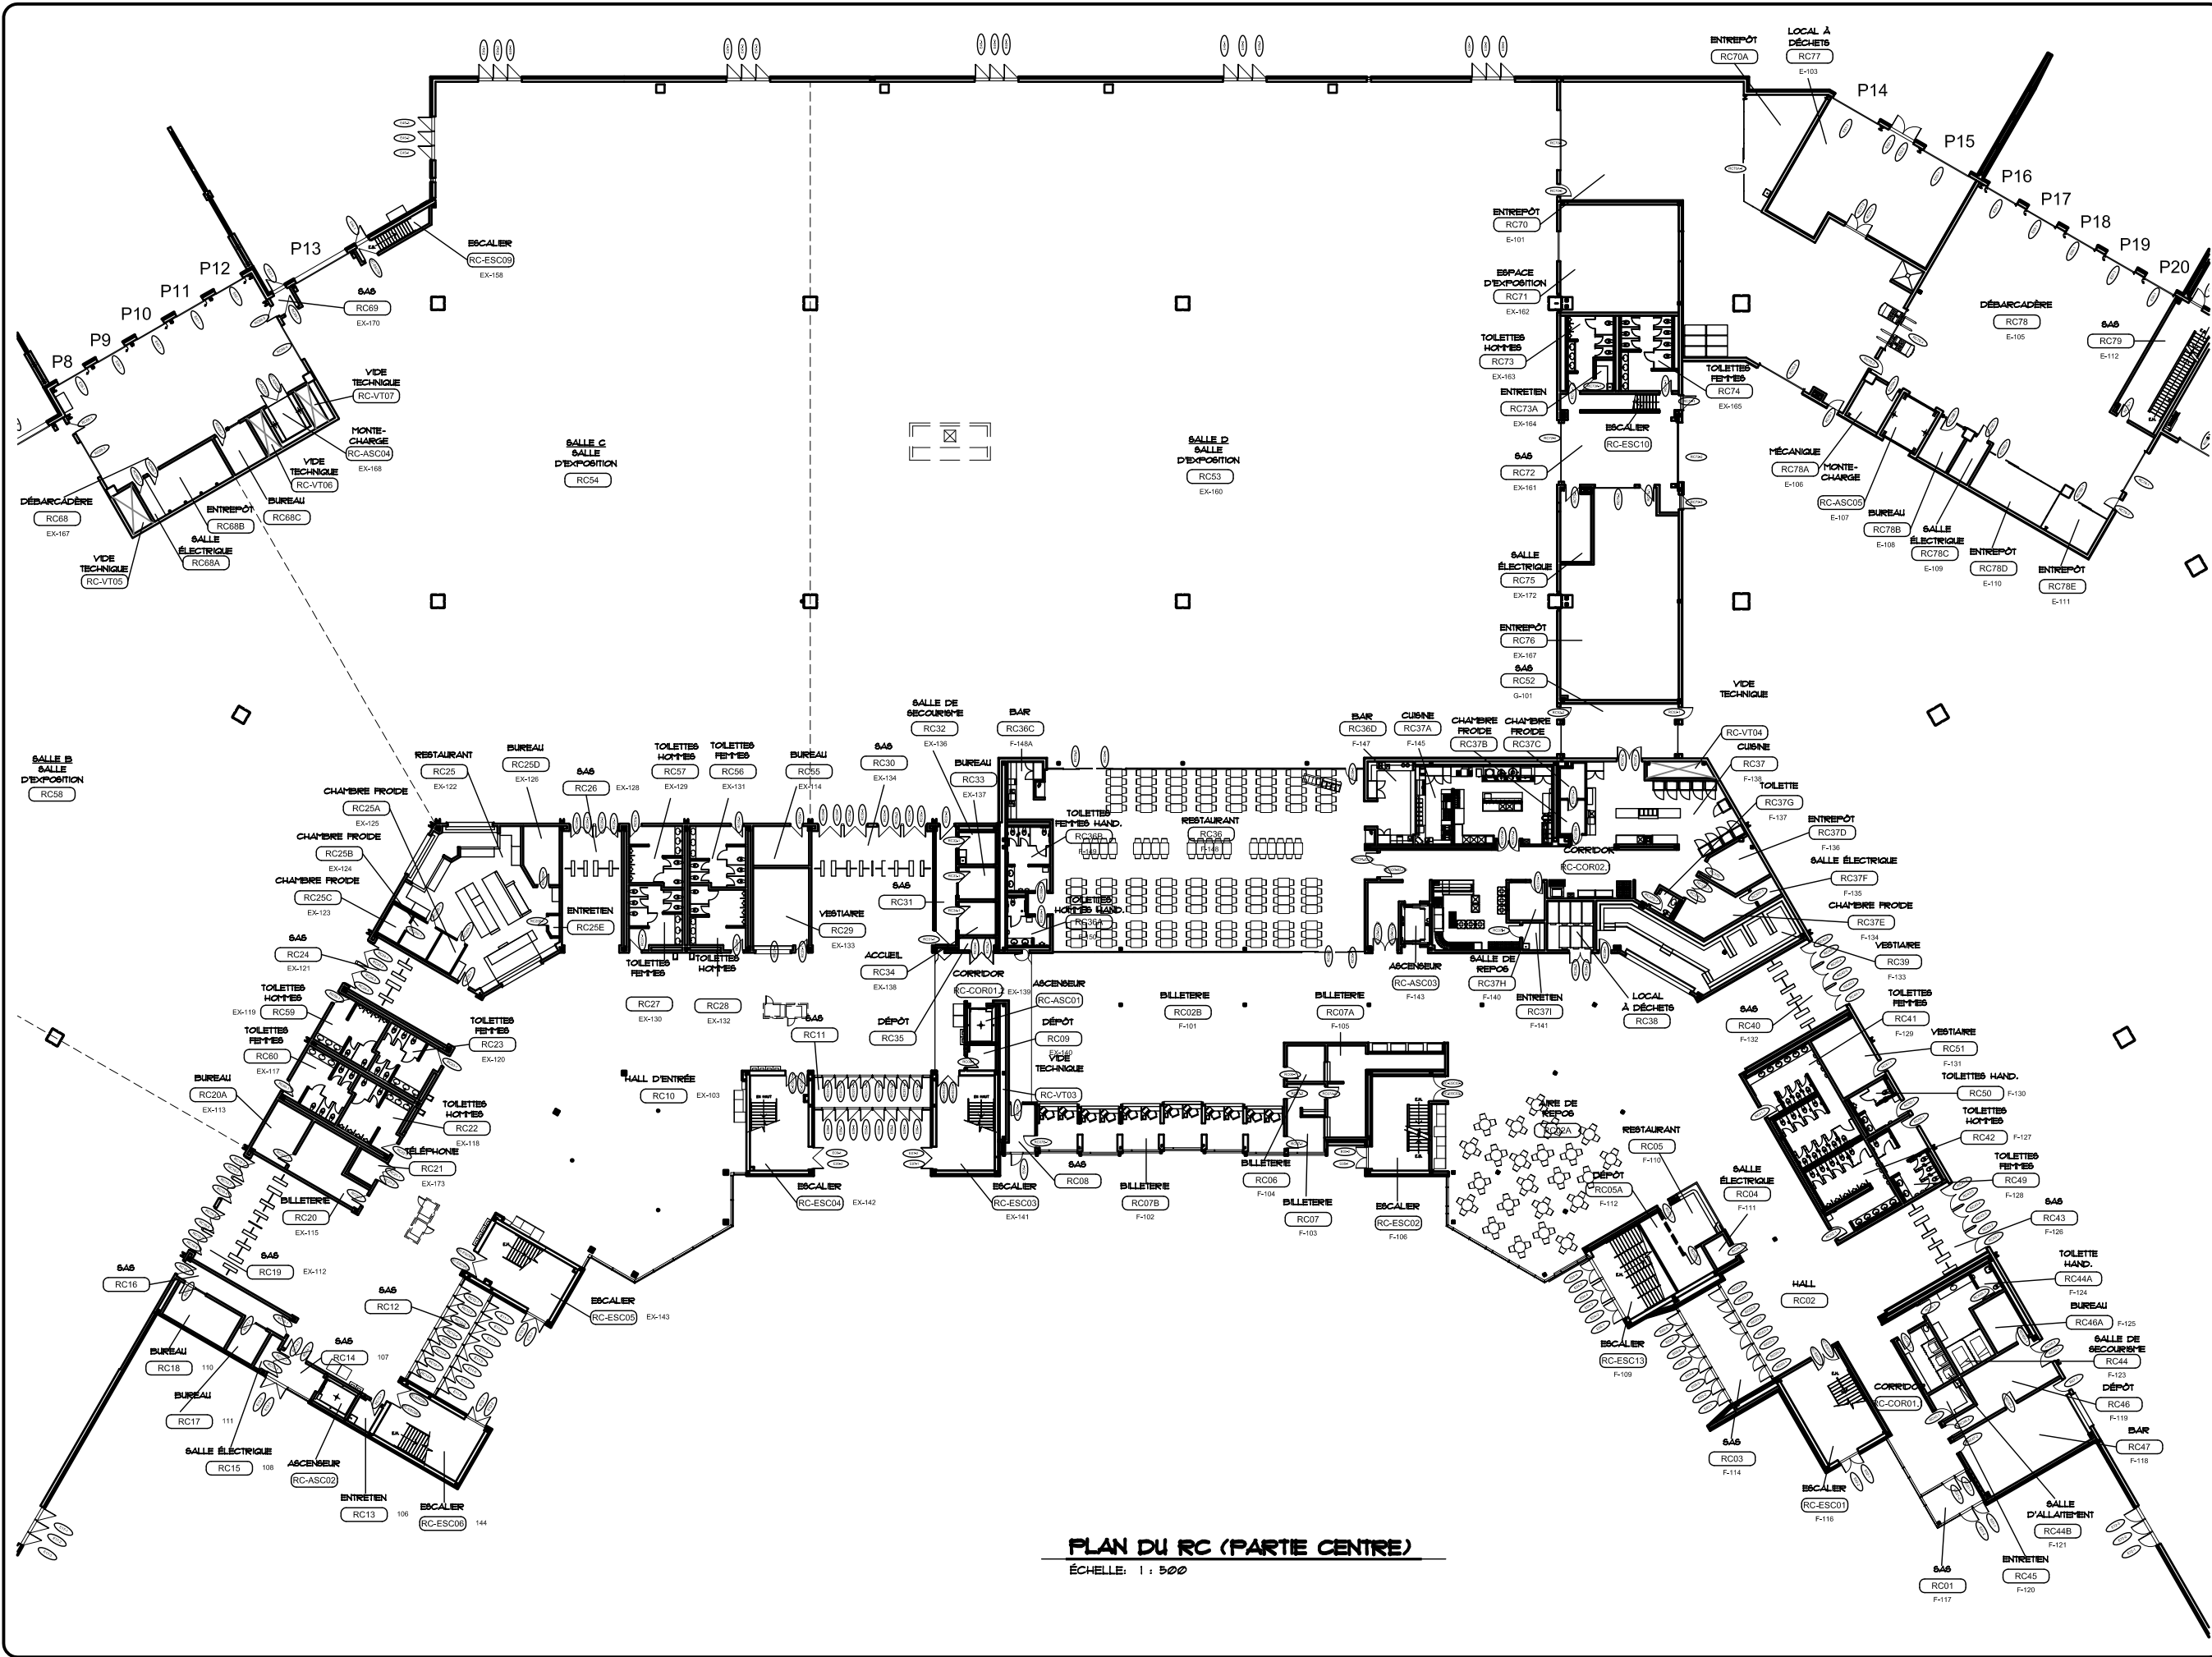 ENTREPÔT
RC70A
LOCAL À
DÉCHETS
RC77
E-103
P14
P15
P16
P17
P18
P19
P20
P13
P12
P11
P10
P9
P8
ESCALIER
RC-ESC09
EX-158
SAS
RC69
EX-170
VIDE
TECHNIQUE
RC-VT07
MONTE-
CHARGE
RC-ASC04
EX-168
VIDE
TECHNIQUE
RC-VT06
BUREAU
RC68C
ENTREPÔT
RC68B
SALLE
ÉLECTRIQUE
RC68A
DÉBARCADÈRE
RC68
EX-167
VIDE
TECHNIQUE
RC-VT05
SALLE C
SALLE
D'EXPOSITION
RC54
SALLE D
SALLE
D'EXPOSITION
RC53
EX-160
ENTREPÔT
RC70
E-101
ESPACE
D'EXPOSITION
RC71
EX-162
TOILETTES
HOMMES
RC73
EX-163
ENTRETIEN
RC73A
EX-164
TOILETTES
FEMMES
RC74
EX-165
ESCALIER
RC-ESC10
SAS
RC72
EX-161
SALLE
ÉLECTRIQUE
RC75
EX-172
ENTREPÔT
RC76
EX-167
SAS
RC52
G-101
DÉBARCADÈRE
RC78
E-105
SAS
RC79
E-112
MÉCANIQUE
RC78A
E-106
MONTE-
CHARGE
RC-ASC05
E-107
BUREAU
RC78B
E-108
SALLE
ÉLECTRIQUE
RC78C
E-109
ENTREPÔT
RC78D
E-110
ENTREPÔT
RC78E
E-111
VIDE
TECHNIQUE
RC-VT04
SALLE B
SALLE
D'EXPOSITION
RC58
RESTAURANT
RC25
EX-122
BUREAU
RC25D
EX-126
CHAMBRE FROIDE
RC25A
EX-125
CHAMBRE FROIDE
RC25B
EX-124
CHAMBRE FROIDE
RC25C
EX-123
SAS
RC26
EX-128
TOILETTES
HOMMES
RC57
EX-129
TOILETTES
FEMMES
RC56
EX-131
BUREAU
RC55
EX-114
SAS
RC30
EX-134
SALLE DE
SECOURISME
RC32
EX-136
BUREAU
RC33
EX-137
BAR
RC36C
F-148A
BAR
RC36D
F-147
CUISINE
RC37A
F-145
CHAMBRE
FROIDE
RC37B
CHAMBRE
FROIDE
RC37C
CUISINE
RC37
F-138
TOILETTE
RC37G
F-137
ENTREPÔT
RC37D
F-136
SALLE ÉLECTRIQUE
RC37F
F-135
CHAMBRE FROIDE
RC37E
F-134
VESTIAIRE
RC39
F-133
TOILETTES
FEMMES HAND.
RC36B
F-149
TOILETTES
HOMMES HAND.
RC36A
F-150
RESTAURANT
RC36
F-148
CORRIDOR
RC-COR02.
SAS
RC31
ENTRETIEN
RC25E
VESTIAIRE
RC29
EX-133
ACCUEIL
RC34
EX-138
CORRIDOR
RC-COR01.2
EX-139
ASCENSEUR
RC-ASC01
DÉPÔT
RC09
EX-140
VIDE
TECHNIQUE
RC-VT03
DÉPÔT
RC35
TOILETTES
FEMMES
RC27
EX-130
TOILETTES
HOMMES
RC28
EX-132
SAS
RC11
HALL D'ENTRÉE
RC10
EX-103
BILLETERIE
RC02B
F-101
BILLETERIE
RC07A
F-105
ASCENSEUR
RC-ASC03
F-143
SALLE DE
REPOS
RC37H
F-140
ENTRETIEN
RC37I
F-141
LOCAL
À DÉCHETS
RC38
SAS
RC40
F-132
TOILETTES
FEMMES
RC41
F-129
VESTIAIRE
RC51
F-131
TOILETTES HAND.
RC50
F-130
TOILETTES
HOMMES
RC42
F-127
TOILETTES
FEMMES
RC49
F-128
SAS
RC43
F-126
TOILETTE
HAND.
RC44A
F-124
BUREAU
RC46A
F-125
SALLE DE
SECOURISME
RC44
F-123
DÉPÔT
RC46
F-119
BAR
RC47
F-118
SAS
RC24
EX-121
TOILETTES
HOMMES
RC59
EX-119
TOILETTES
FEMMES
RC60
EX-117
TOILETTES
FEMMES
RC23
EX-120
TOILETTES
HOMMES
RC22
EX-118
BUREAU
RC20A
EX-113
TÉLÉPHONE
RC21
EX-173
BILLETERIE
RC20
EX-115
SAS
RC19
EX-112
SAS
RC16
SAS
RC12
SAS
RC14
107
BUREAU
RC18
110
BUREAU
RC17
111
SALLE ÉLECTRIQUE
RC15
108
ASCENSEUR
RC-ASC02
ENTRETIEN
RC13
106
ESCALIER
RC-ESC06
144
ESCALIER
RC-ESC05
EX-143
ESCALIER
RC-ESC04
EX-142
ESCALIER
RC-ESC03
EX-141
SAS
RC08
BILLETERIE
RC07B
F-102
BILLETERIE
RC06
F-104
BILLETERIE
RC07
F-103
ESCALIER
RC-ESC02
F-106
AIRE DE
REPOS
RC02A
RESTAURANT
RC05
F-110
DÉPÔT
RC05A
F-112
SALLE
ÉLECTRIQUE
RC04
F-111
HALL
RC02
ESCALIER
RC-ESC13
F-109
SAS
RC03
F-114
CORRIDOR
RC-COR01.
ESCALIER
RC-ESC01
F-116
SAS
RC01
F-117
SALLE
D'ALLAITEMENT
RC44B
F-121
ENTRETIEN
RC45
F-120
PLAN DU RC (PARTIE CENTRE)
ÉCHELLE: 1 : 500